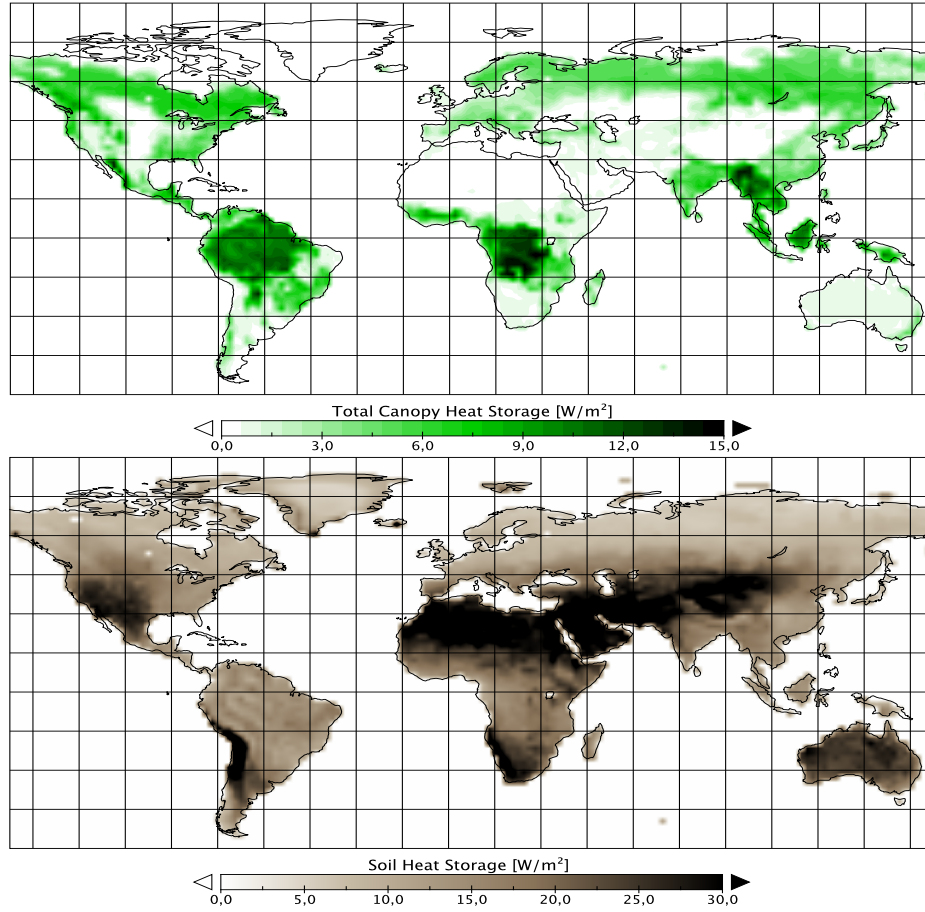 Total Canopy Heat Storage [W/m²]
0,0 3,0 6,0 9,0 12,0 15,0
Soil Heat Storage [W/m²]
0,0 5,0 10,0 15,0 20,0 25,0 30,0